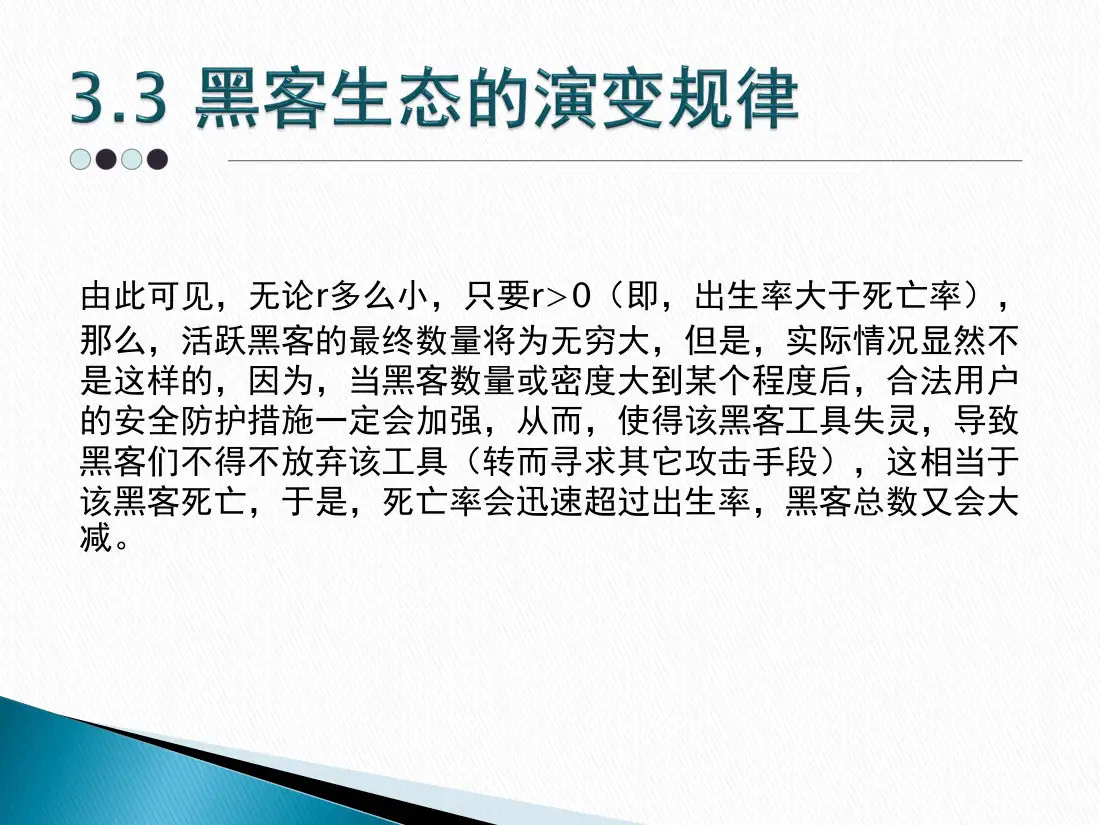 3.3 黑客生态的演变规律
由此可见，无论r多么小，只要r>0（即，出生率大于死亡率），
那么，活跃黑客的最终数量将为无穷大，但是，实际情况显然不
是这样的，因为，当黑客数量或密度大到某个程度后，合法用户
的安全防护措施一定会加强，从而，使得该黑客工具失灵，导致
黑客们不得不放弃该工具（转而寻求其它攻击手段），这相当于
该黑客死亡，于是，死亡率会迅速超过出生率，黑客总数又会大
减。